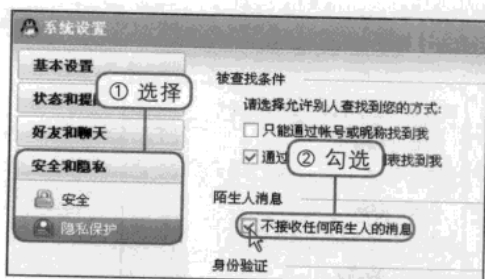 系统设置
基本设置
状态和提
① 选择
好友和聊天
安全和隐私
安全
隐私保护
被查找条件
请选择允许别人查找到您的方式:
只能通过帐号或昵称找到我
通过
② 勾选
表找到我
陌生人消息
不接收任何陌生人的消息
身份验证